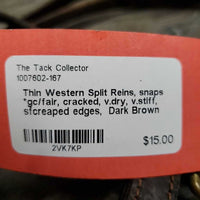 The Tack Collector
1007602-167
Thin Western Split Reins, snaps
*gc/fair, cracked, v.dry, v.stiff,
sfcreaped edges, Dark Brown
$15.00
2VK7KP